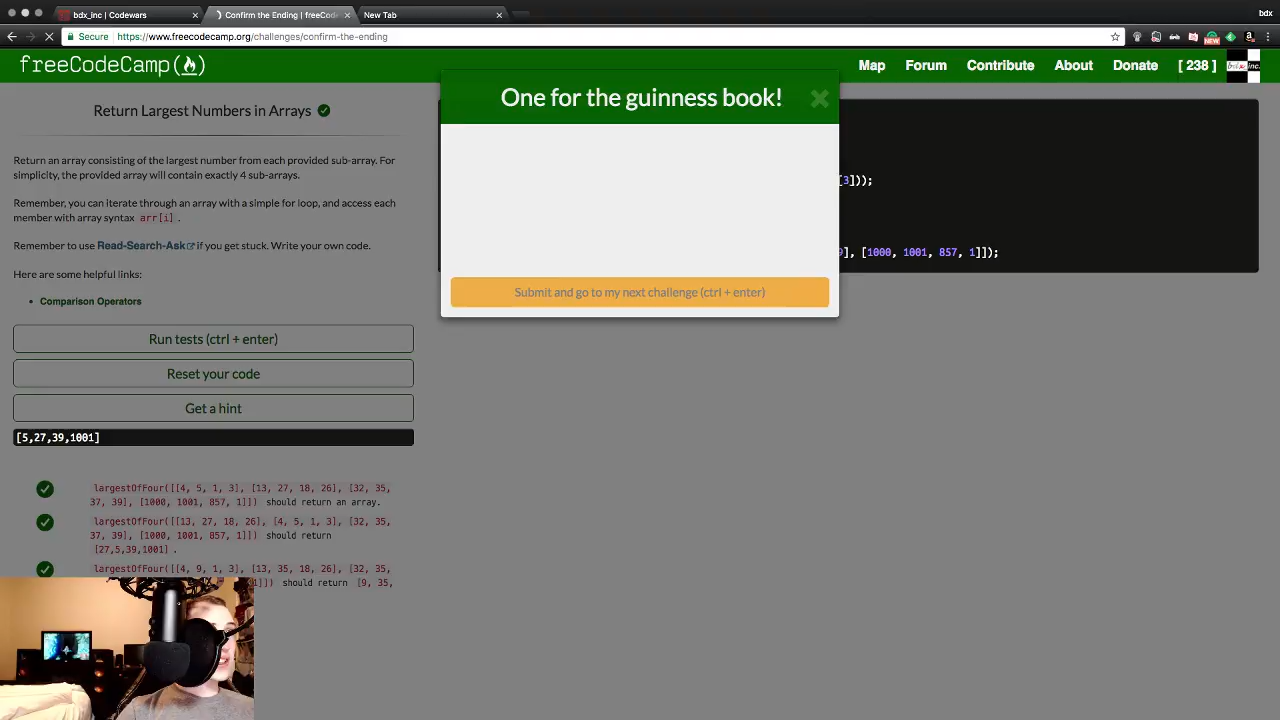 bdx_inc | Codewars
Confirm the Ending | freeCod
New Tab
bdx
Secure
https://www.freecodecamp.org/challenges/confirm-the-ending
NEW
freeCodeCamp
Map
Forum
Contribute
About
Donate
[ 238 ]
bdx inc.
One for the guinness book!
Submit and go to my next challenge (ctrl + enter)
Return Largest Numbers in Arrays
Return an array consisting of the largest number from each provided sub-array. For
simplicity, the provided array will contain exactly 4 sub-arrays.
Remember, you can iterate through an array with a simple for loop, and access each
member with array syntax arr[i] .
Remember to use Read-Search-Ask if you get stuck. Write your own code.
Here are some helpful links:
Comparison Operators
Run tests (ctrl + enter)
Reset your code
Get a hint
[5,27,39,1001]
largestOfFour([[4, 5, 1, 3], [13, 27, 18, 26], [32, 35,
37, 39], [1000, 1001, 857, 1]]) should return an array.
largestOfFour([[13, 27, 18, 26], [4, 5, 1, 3], [32, 35,
37, 39], [1000, 1001, 857, 1]]) should return
[27,5,39,1001] .
largestOfFour([[4, 9, 1, 3], [13, 35, 18, 26], [32, 35,
1]]) should return [9, 35,
[3]));
9], [1000, 1001, 857, 1]]);